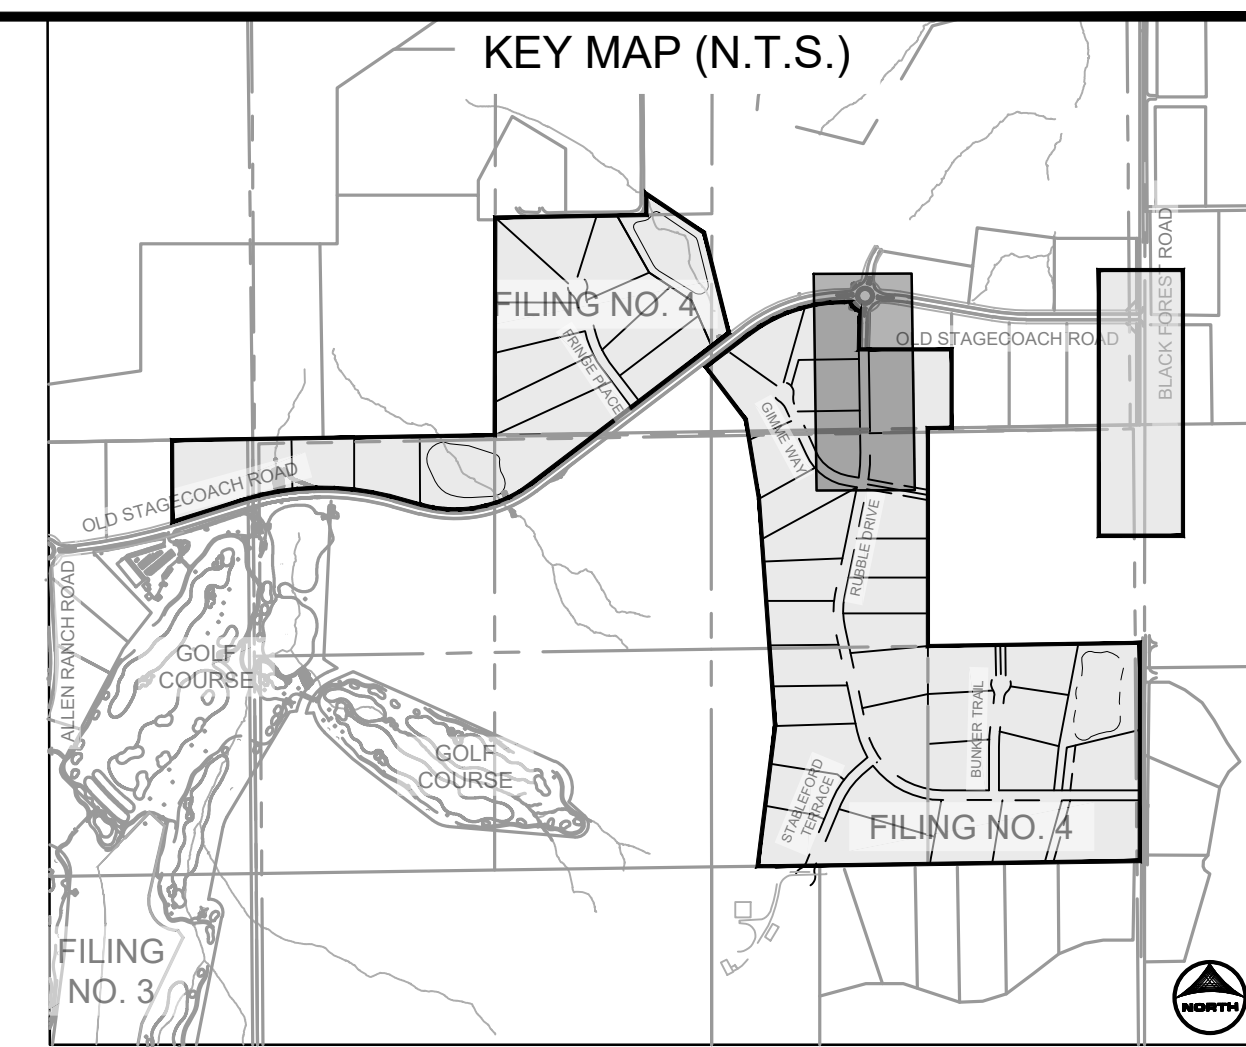 KEY MAP (N.T.S.)
FILING NO. 4
FRINGE PLACE
OLD STAGECOACH ROAD
BLACK FOREST ROAD
GIMME WAY
OLD STAGECOACH ROAD
RUBBLE DRIVE
ALLEN RANCH ROAD
GOLF
COURSE
GOLF
COURSE
BUNKER TRAIL
STABLEFORD
TERRACE
FILING NO. 4
FILING
NO. 3
NORTH